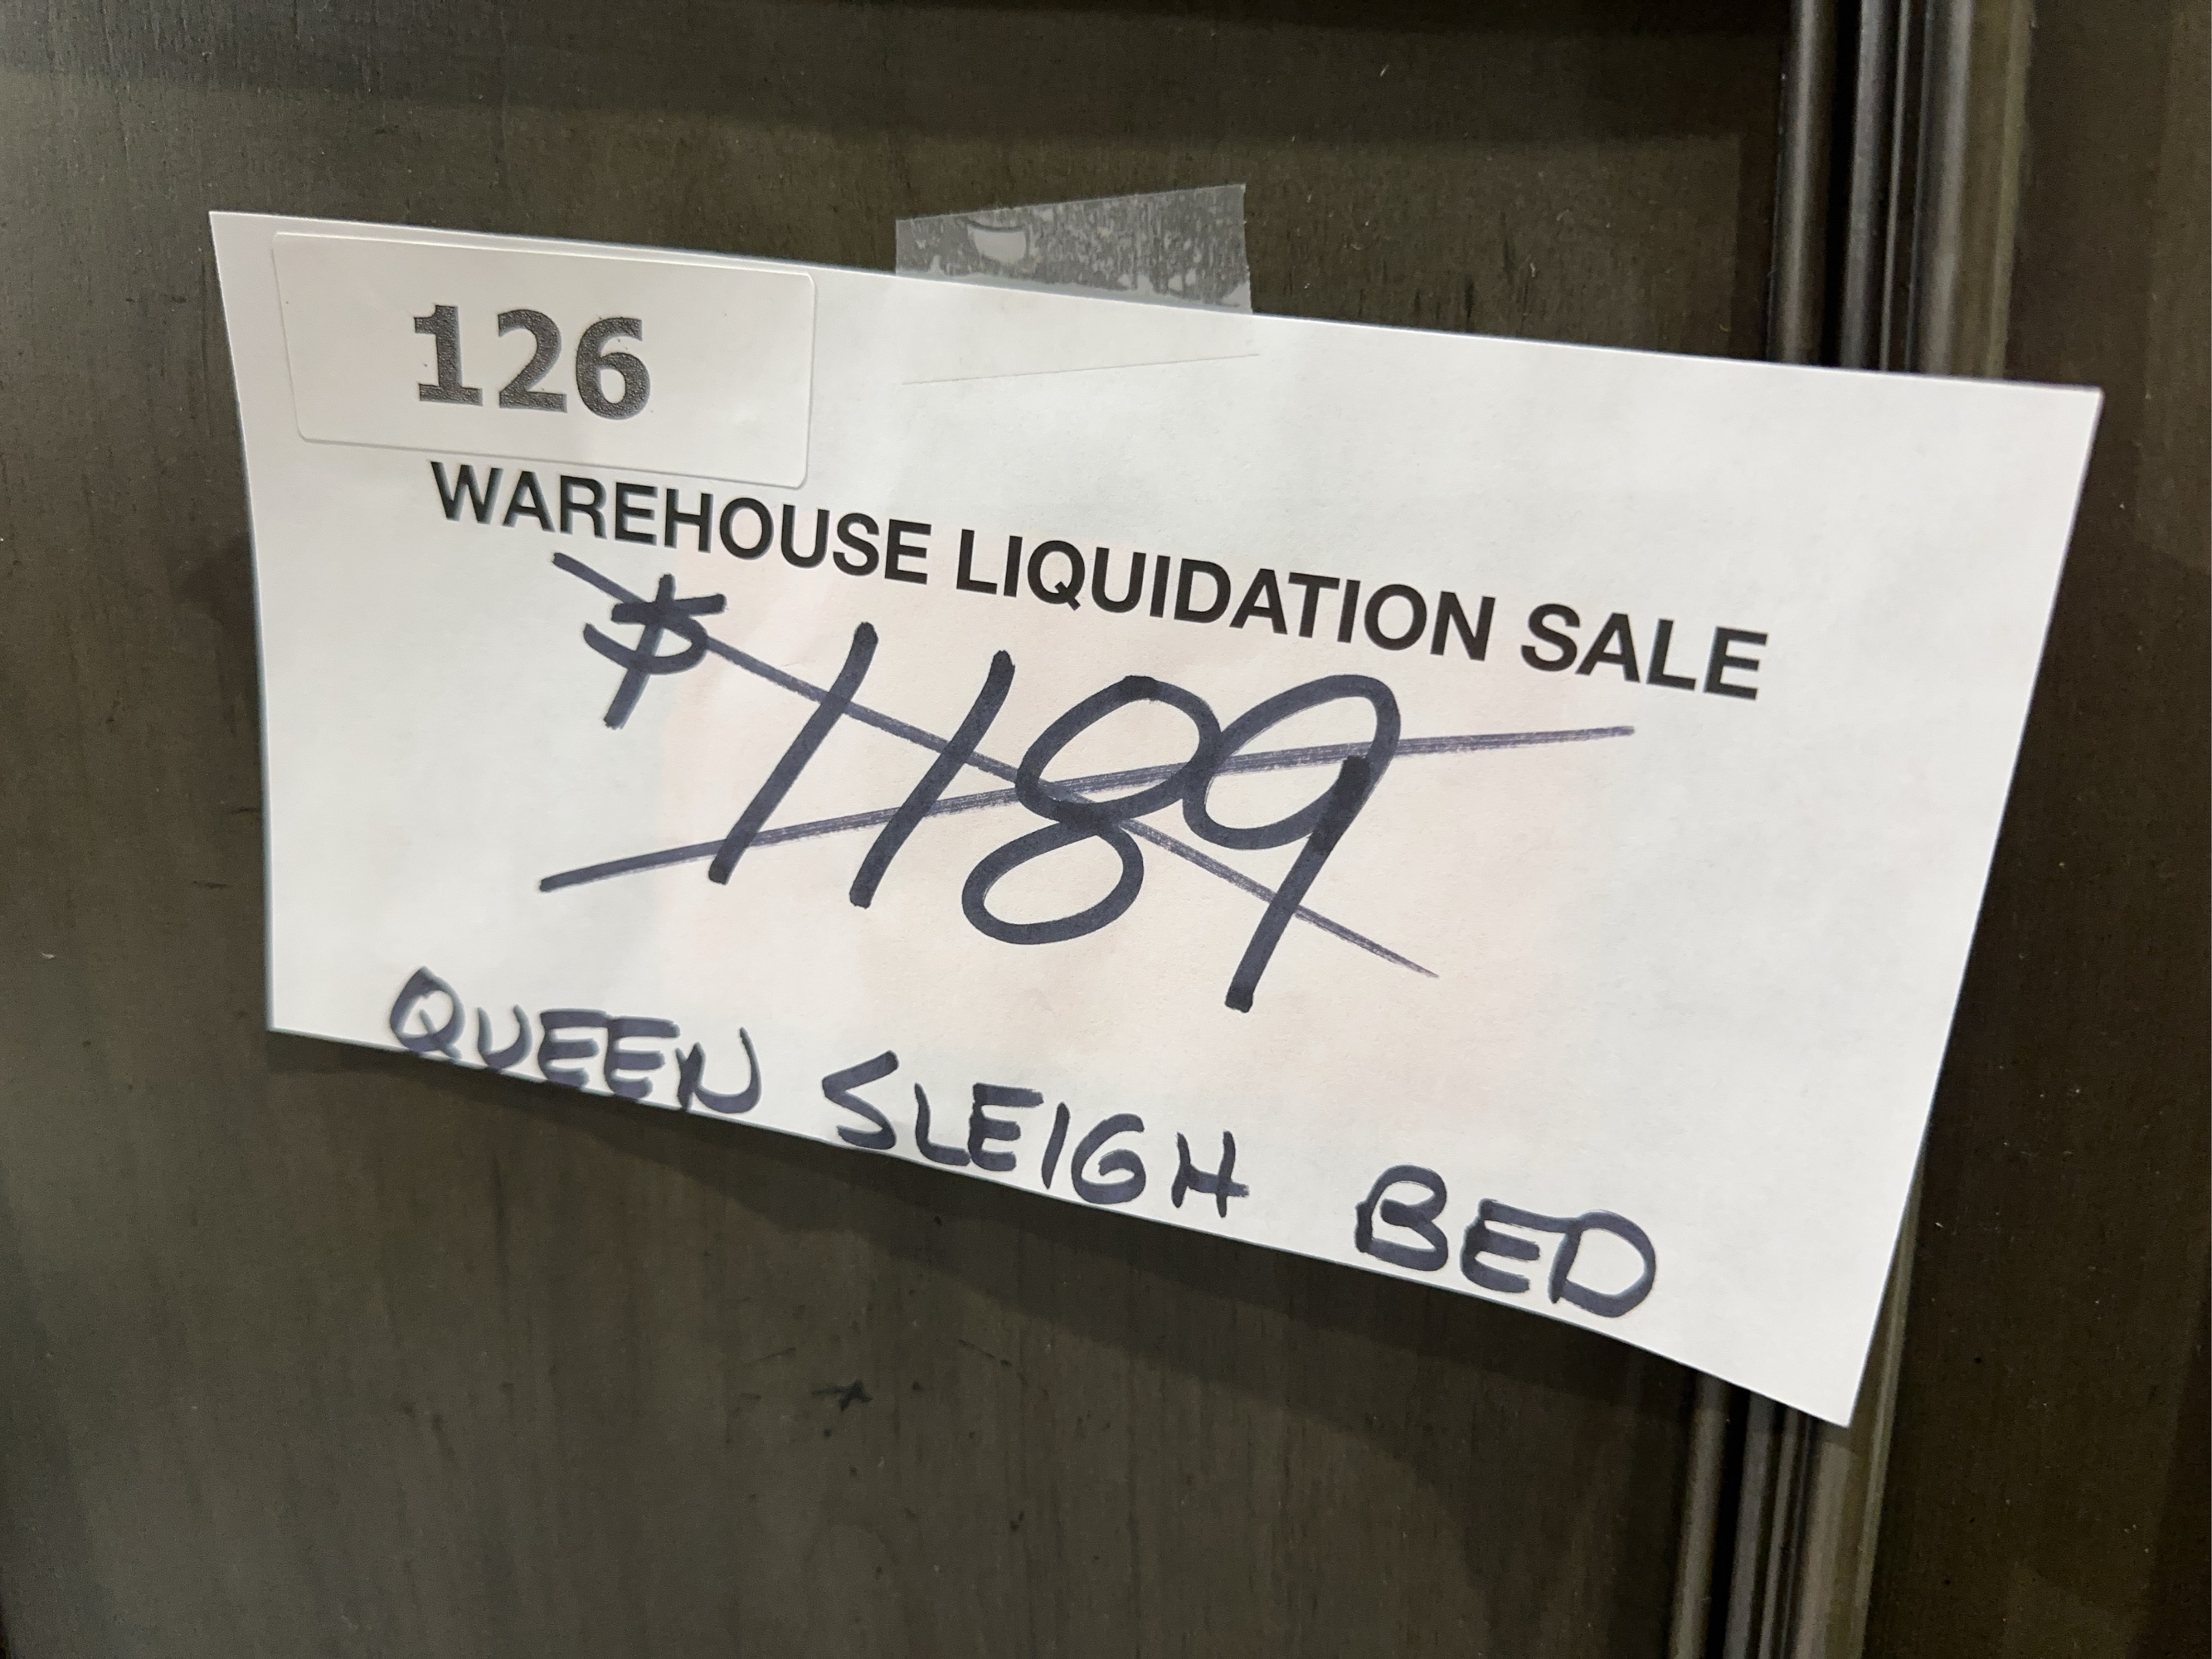 126
WAREHOUSE LIQUIDATION SALE
$1189
QUEEN SLEIGH BED